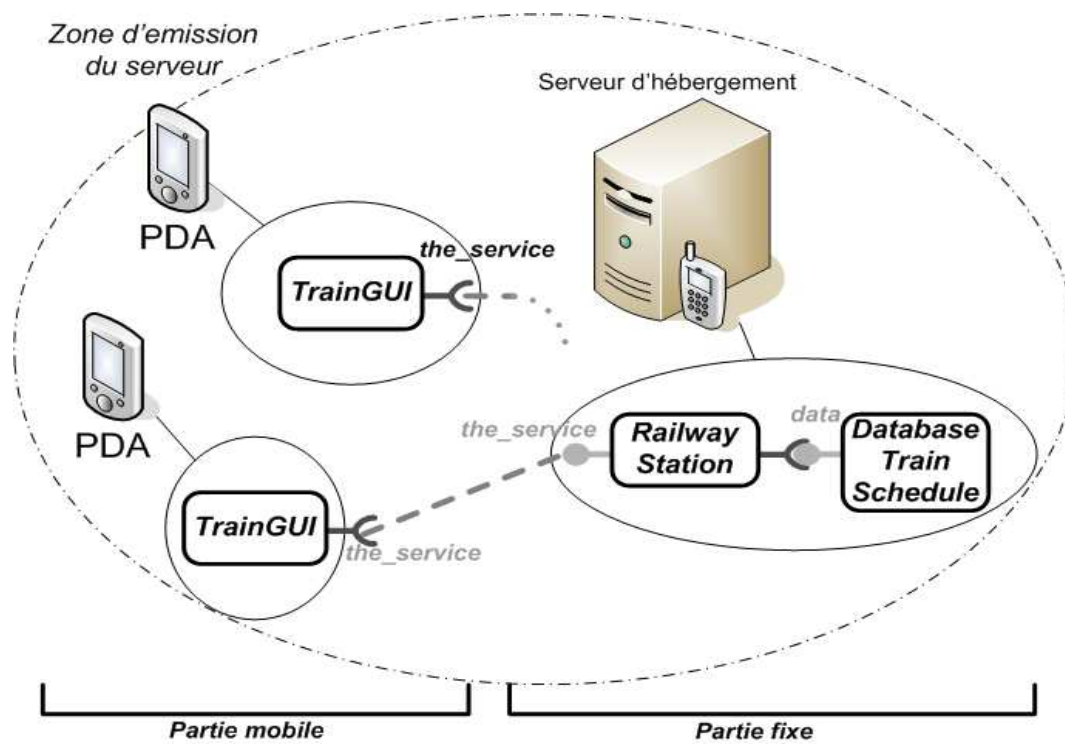 Zone d'emission
du serveur
Serveur d'hébergement
PDA
the_service
TrainGUI
PDA
the_service
Railway
Station
data
Database
Train
Schedule
TrainGUI
the_service
Partie mobile
Partie fixe